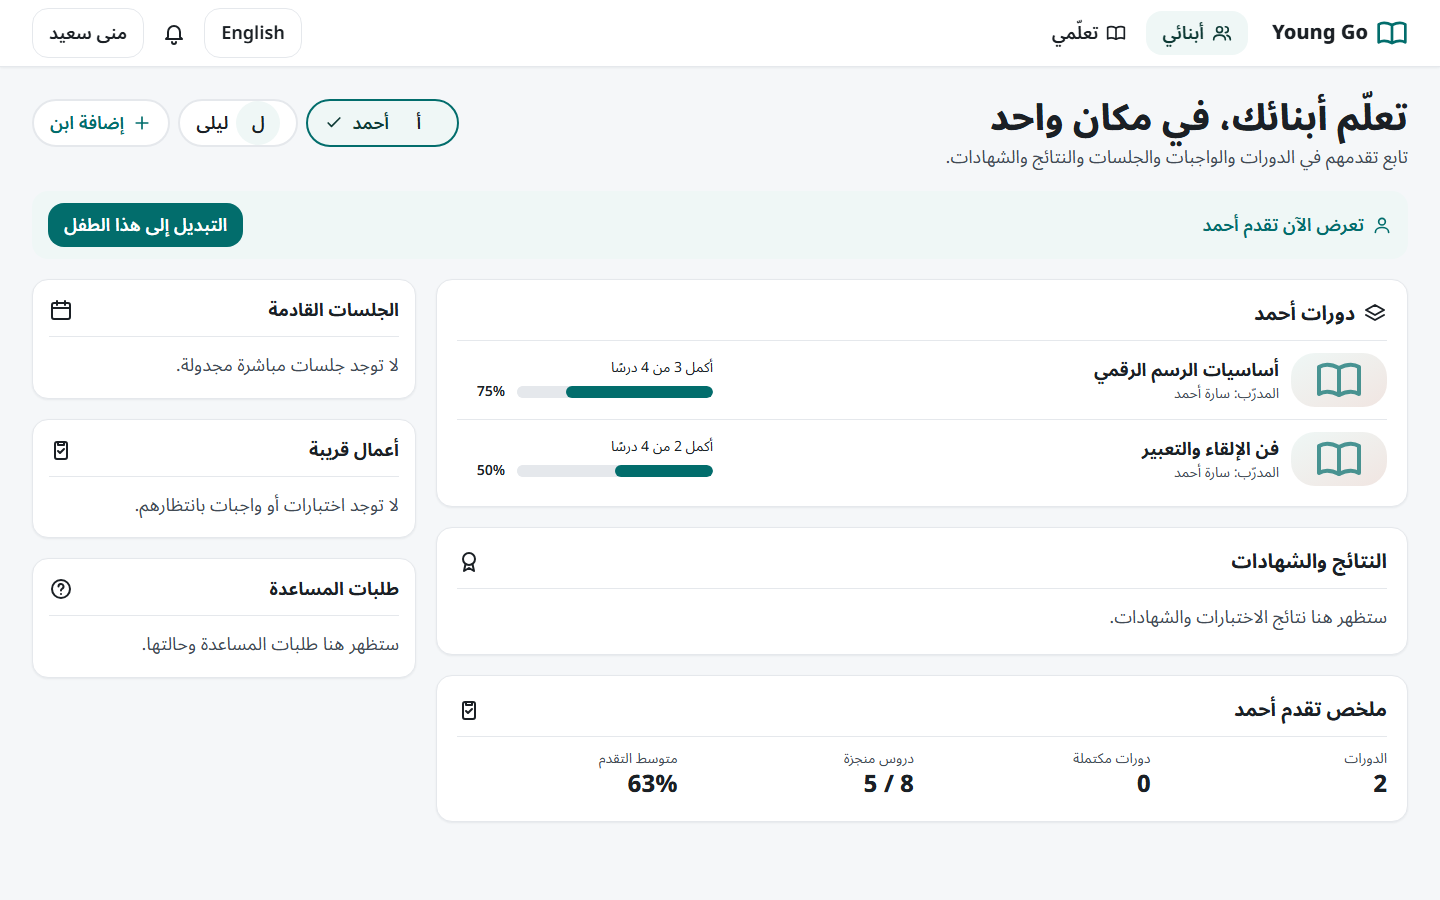 Young Go
أبنائي
تعلّمي
English
منى سعيد
تعلّم أبنائك، في مكان واحد
تابع تقدمهم في الدورات والواجبات والجلسات والنتائج والشهادات.
أ أحمد
ل ليلى
إضافة ابن
تعرض الآن تقدم أحمد
التبديل إلى هذا الطفل
دورات أحمد
أساسيات الرسم الرقمي
المدرّب: سارة أحمد
أكمل 3 من 4 درسًا
75%
فن الإلقاء والتعبير
المدرّب: سارة أحمد
أكمل 2 من 4 درسًا
50%
النتائج والشهادات
ستظهر هنا نتائج الاختبارات والشهادات.
ملخص تقدم أحمد
الدورات
2
دورات مكتملة
0
دروس منجزة
5 / 8
متوسط التقدم
63%
الجلسات القادمة
لا توجد جلسات مباشرة مجدولة.
أعمال قريبة
لا توجد اختبارات أو واجبات بانتظارهم.
طلبات المساعدة
ستظهر هنا طلبات المساعدة وحالتها.